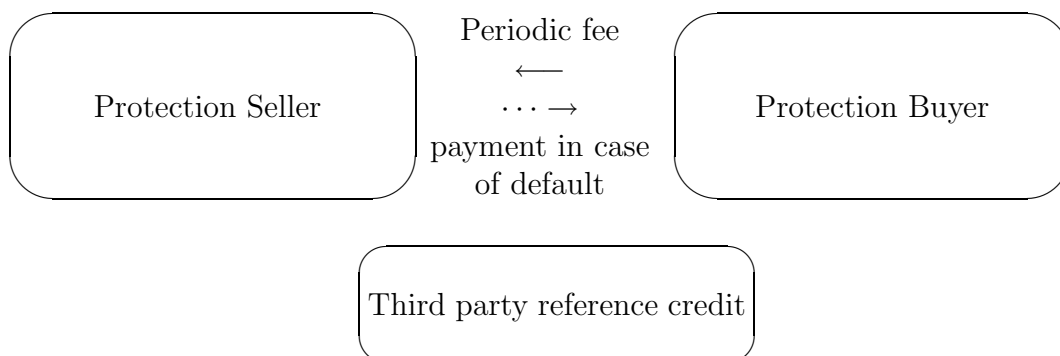 Periodic fee
←—
Protection Seller
··· →
Protection Buyer
payment in case
of default
Third party reference credit